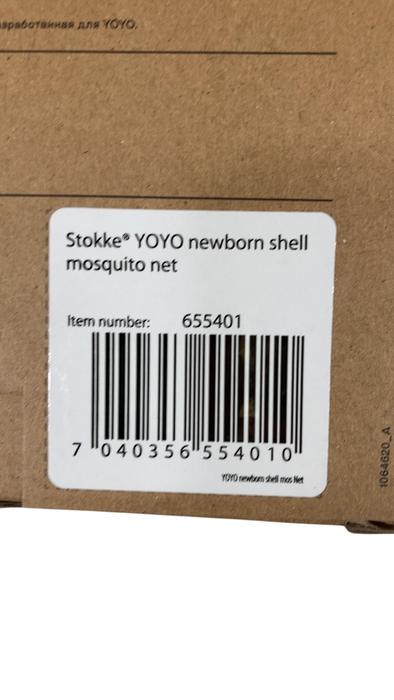 для YOYO.
Stokke® YOYO newborn shell
mosquito net
Item number: 655401
7 040356 554010
YOYO newborn shell mos Net
1064620_A